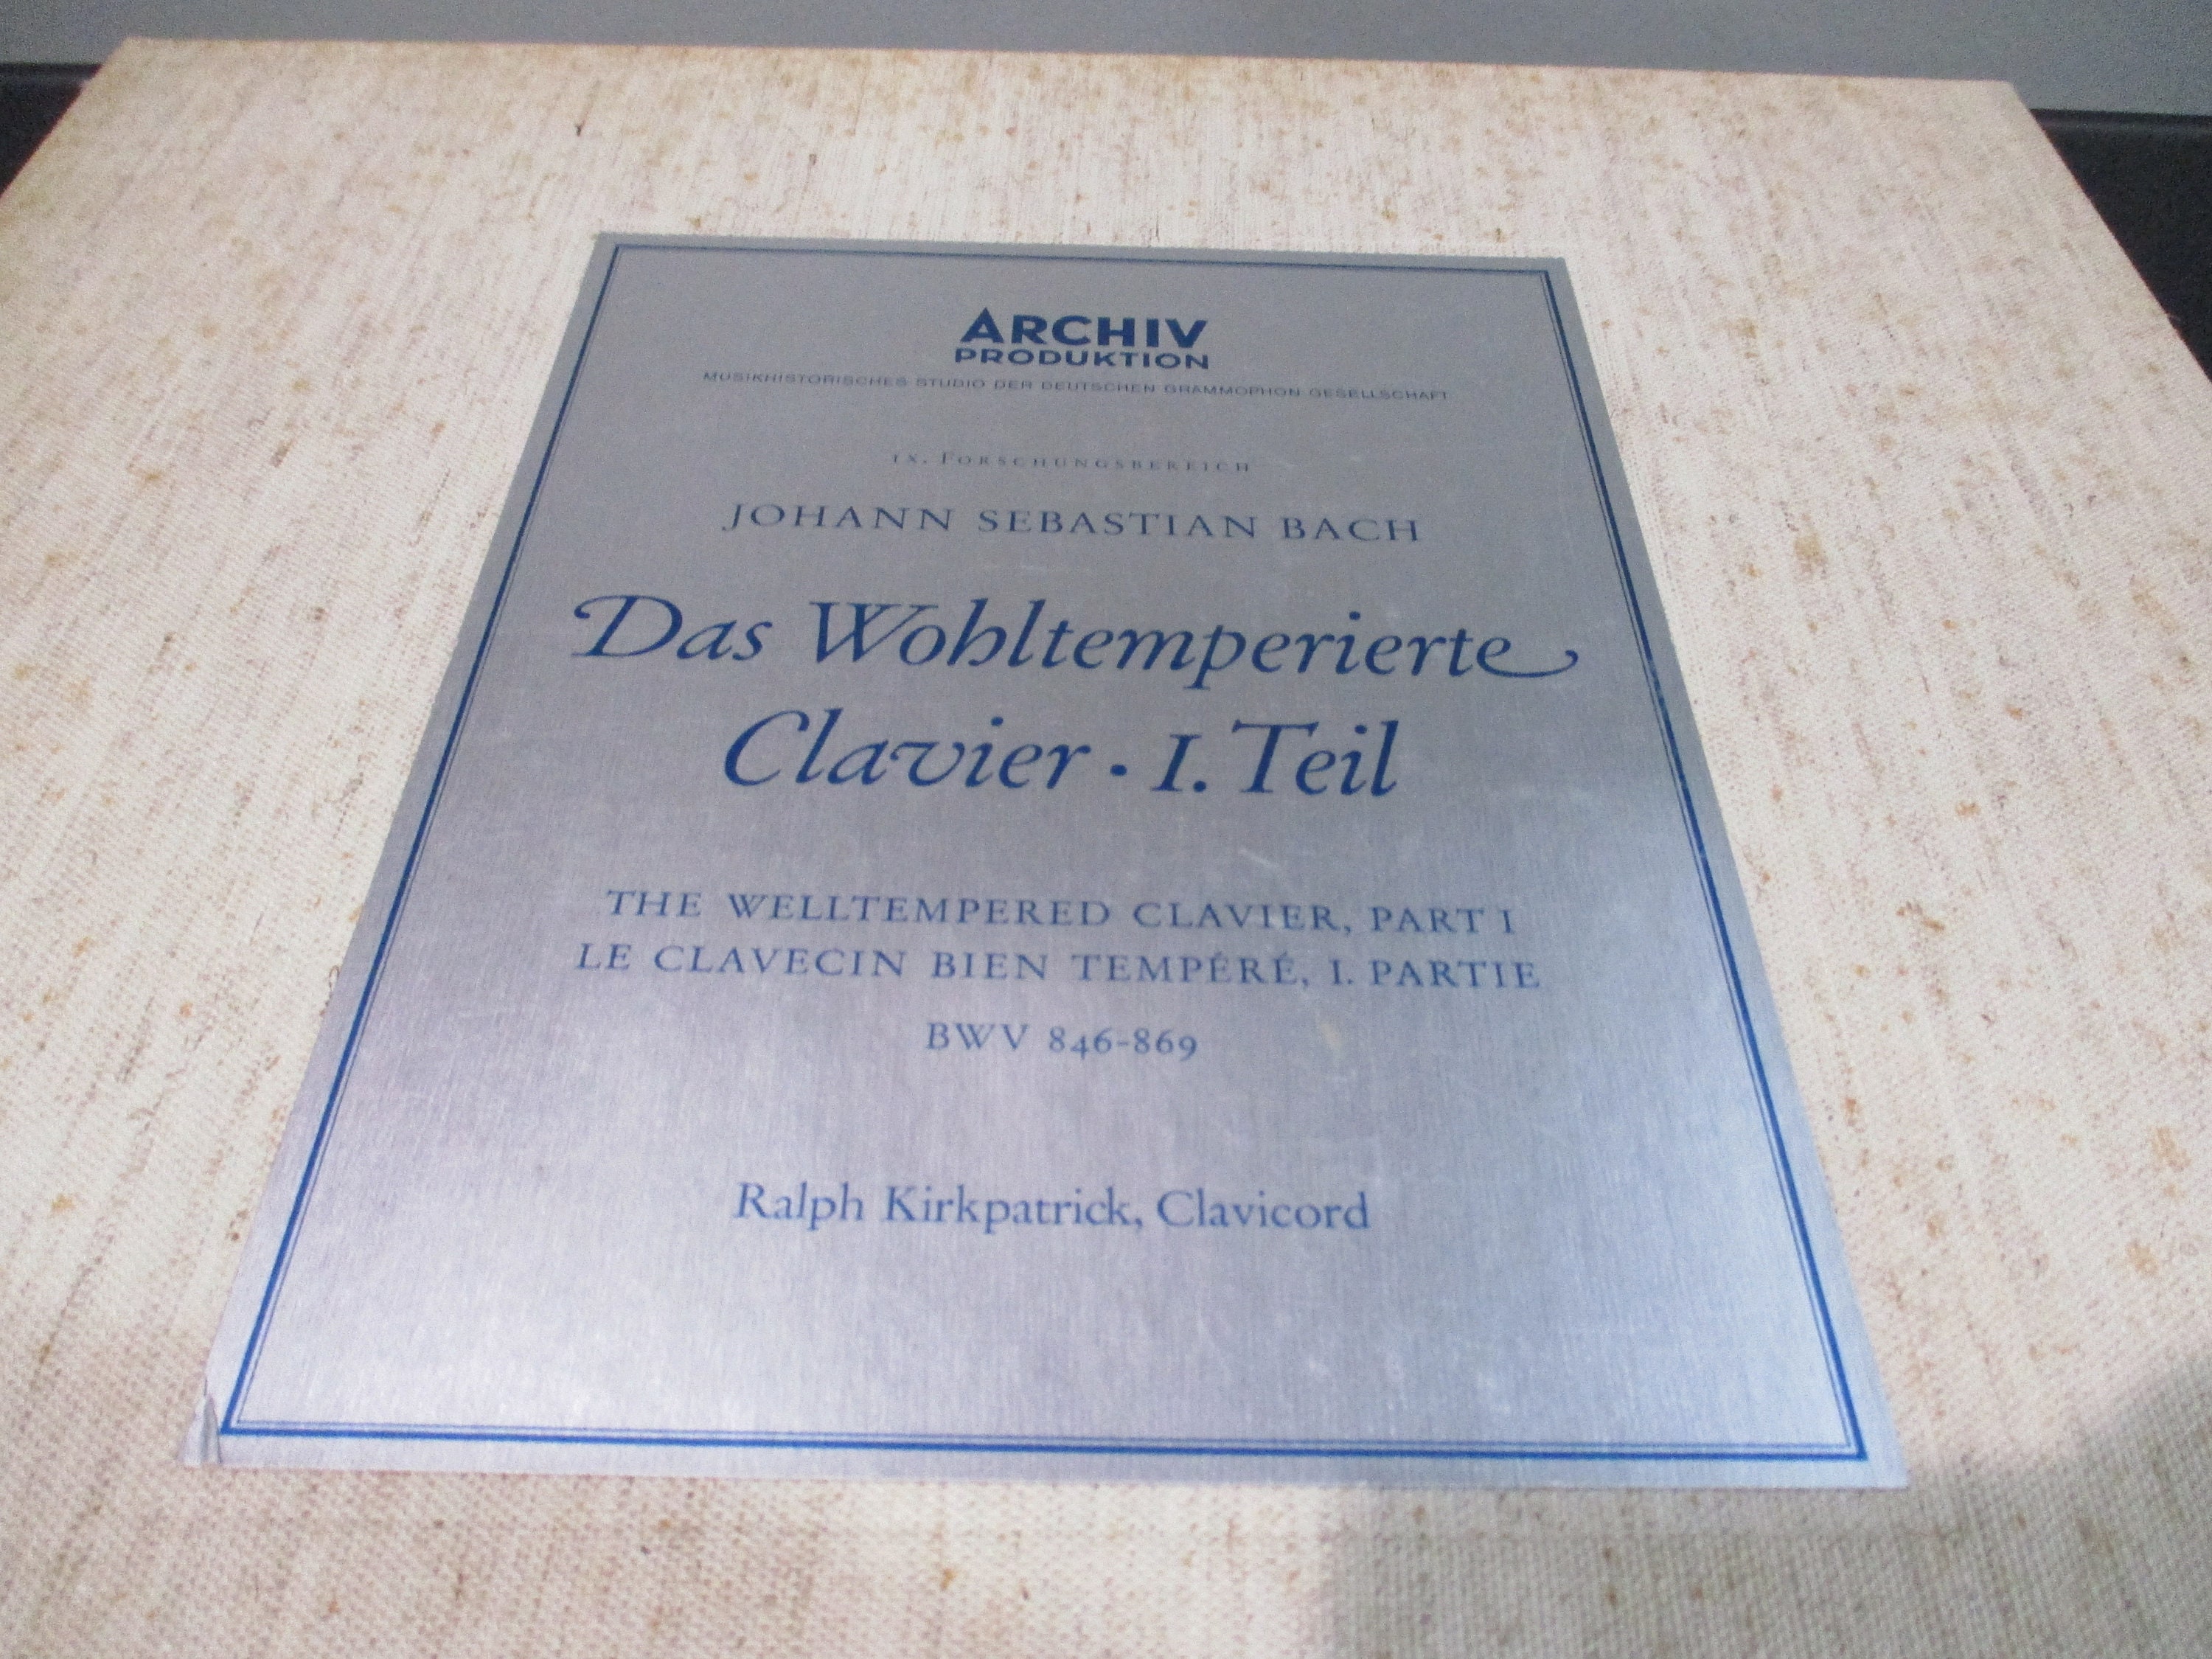 ARCHIV
PRODUKTION
MUSIKHISTORISCHES STUDIO DER DEUTSCHEN GRAMMOPHON GESELLSCHAFT
IX. FORSCHUNGSBEREICH
JOHANN SEBASTIAN BACH
Das Wohltemperierte
Clavier · I. Teil
THE WELLTEMPERED CLAVIER, PART I
LE CLAVECIN BIEN TEMPÉRÉ, I. PARTIE
BWV 846-869
Ralph Kirkpatrick, Clavicord